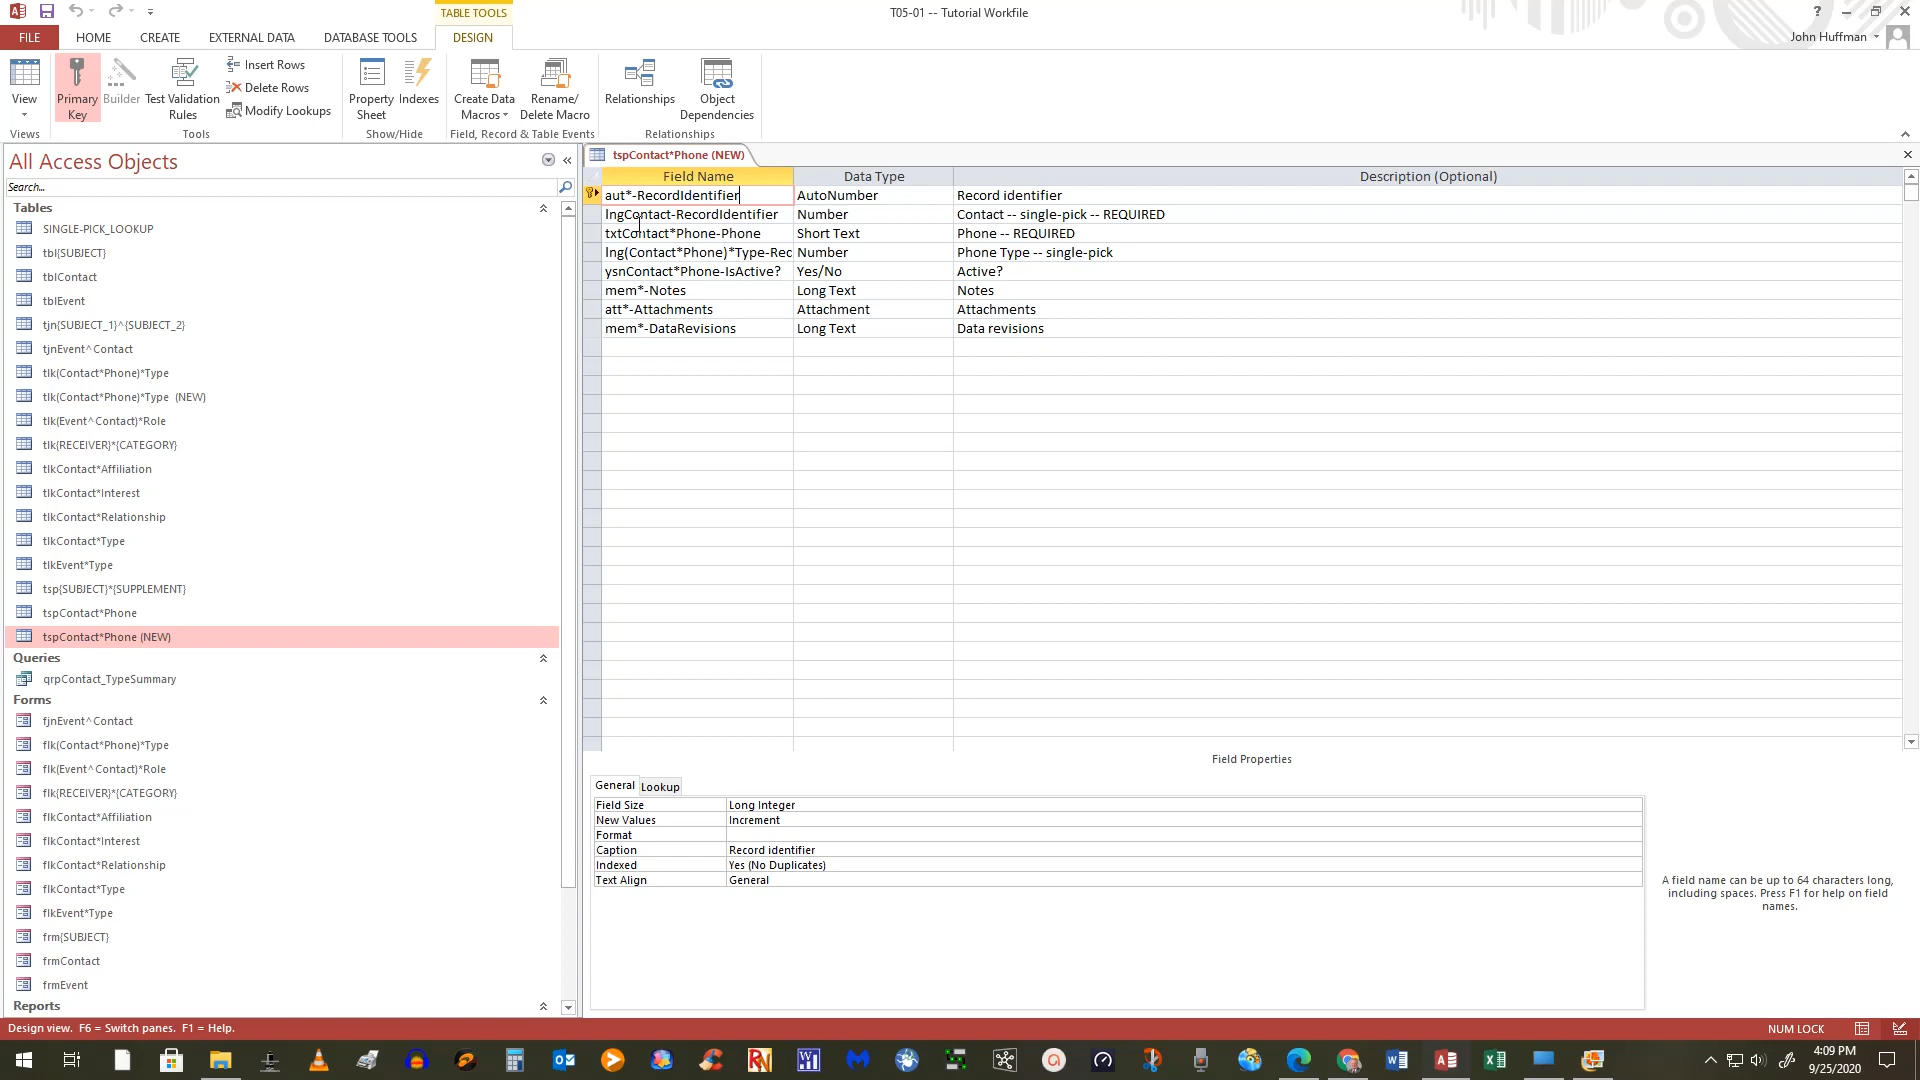 TABLE TOOLS
T05-01 -- Tutorial Workfile
?
FILE
HOME
CREATE
EXTERNAL DATA
DATABASE TOOLS
DESIGN
John Huffman
View
Primary
Key
Builder
Test Validation
Rules
Insert Rows
Delete Rows
Modify Lookups
Property
Sheet
Indexes
Create Data
Macros
Rename/
Delete Macro
Relationships
Object
Dependencies
Views
Tools
Show/Hide
Field, Record & Table Events
Relationships
All Access Objects
Search...
Tables
SINGLE-PICK_LOOKUP
tbl{SUBJECT}
tblContact
tblEvent
tjn{SUBJECT_1}^{SUBJECT_2}
tjnEvent^Contact
tlk(Contact*Phone)*Type
tlk(Contact*Phone)*Type  (NEW)
tlk(Event^Contact)*Role
tlk{RECEIVER}*{CATEGORY}
tlkContact*Affiliation
tlkContact*Interest
tlkContact*Relationship
tlkContact*Type
tlkEvent*Type
tsp{SUBJECT}*{SUPPLEMENT}
tspContact*Phone
tspContact*Phone (NEW)
Queries
qrpContact_TypeSummary
Forms
fjnEvent^Contact
flk(Contact*Phone)*Type
flk(Event^Contact)*Role
flk{RECEIVER}*{CATEGORY}
flkContact*Affiliation
flkContact*Interest
flkContact*Relationship
flkContact*Type
flkEvent*Type
frm{SUBJECT}
frmContact
frmEvent
Reports
tspContact*Phone (NEW)
Field Name Data Type Description (Optional)
aut*-RecordIdentifier AutoNumber Record identifier
lngContact-RecordIdentifier Number Contact -- single-pick -- REQUIRED
txtContact*Phone-Phone Short Text Phone -- REQUIRED
lng(Contact*Phone)*Type-Rec Number Phone Type -- single-pick
ysnContact*Phone-IsActive? Yes/No Active?
mem*-Notes Long Text Notes
att*-Attachments Attachment Attachments
mem*-DataRevisions Long Text Data revisions
Field Properties
General Lookup
Field Size Long Integer
New Values Increment
Format
Caption Record identifier
Indexed Yes (No Duplicates)
Text Align General
A field name can be up to 64 characters long,
including spaces. Press F1 for help on field
names.
Design view.  F6 = Switch panes.  F1 = Help.
NUM LOCK
4:09 PM
9/25/2020